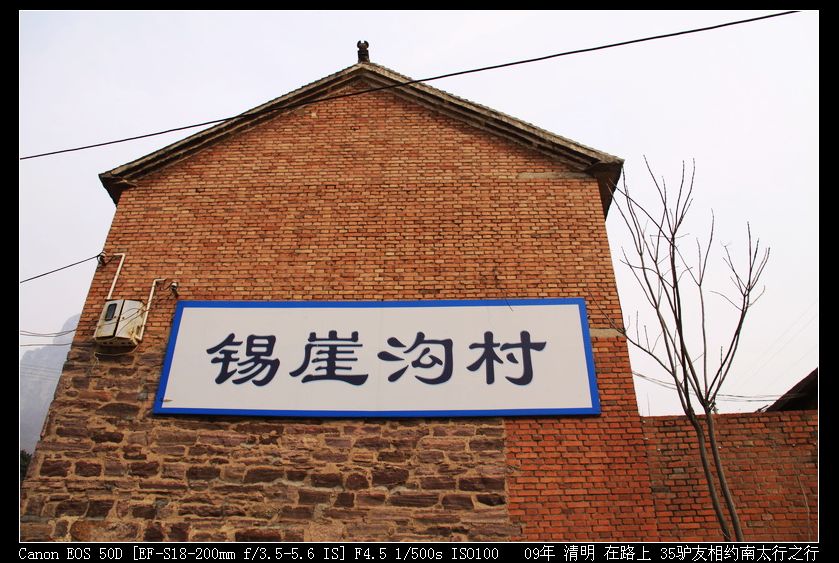 锡崖沟村
Canon EOS 50D [EF-S18-200mm f/3.5-5.6 IS] F4.5 1/500s ISO100 09年 清明 在路上 35驴友相约南太行之行